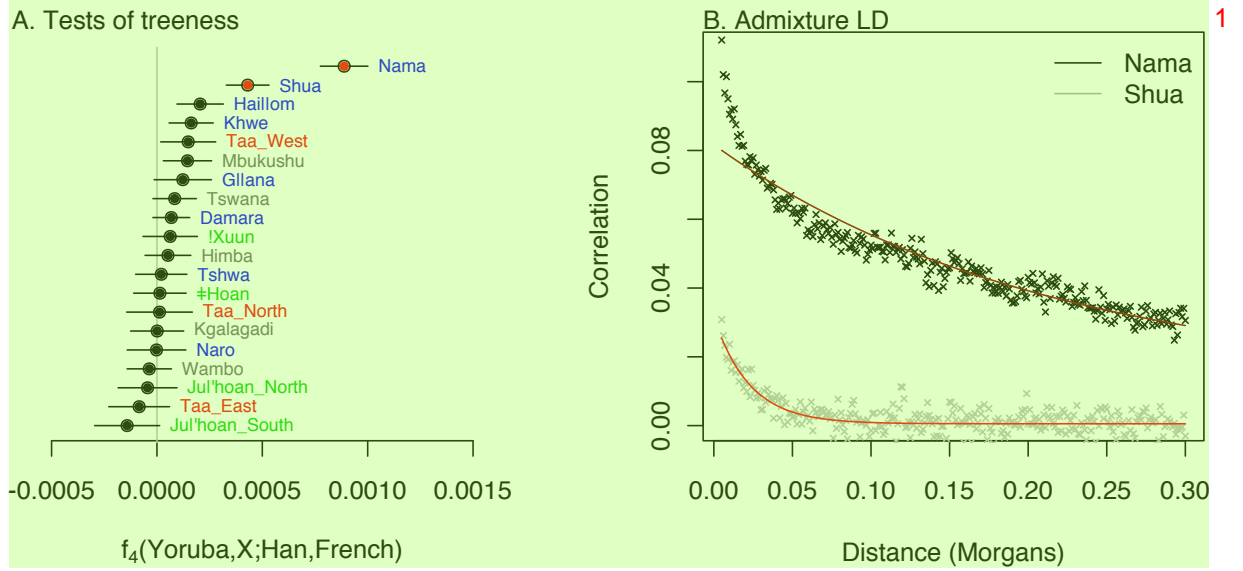 A. Tests of treeness
Nama
Shua
Haillom
Khwe
Taa_West
Mbukushu
Gllana
Tswana
Damara
!Xuun
Himba
Tshwa
ǂHoan
Taa_North
Kgalagadi
Naro
Wambo
Jul'hoan_North
Taa_East
Jul'hoan_South
-0.0005 0.0000 0.0005 0.0010 0.0015
f4(Yoruba,X;Han,French)
B. Admixture LD
1
Nama
Shua
Correlation
0.00 0.04 0.08
0.00 0.05 0.10 0.15 0.20 0.25 0.30
Distance (Morgans)